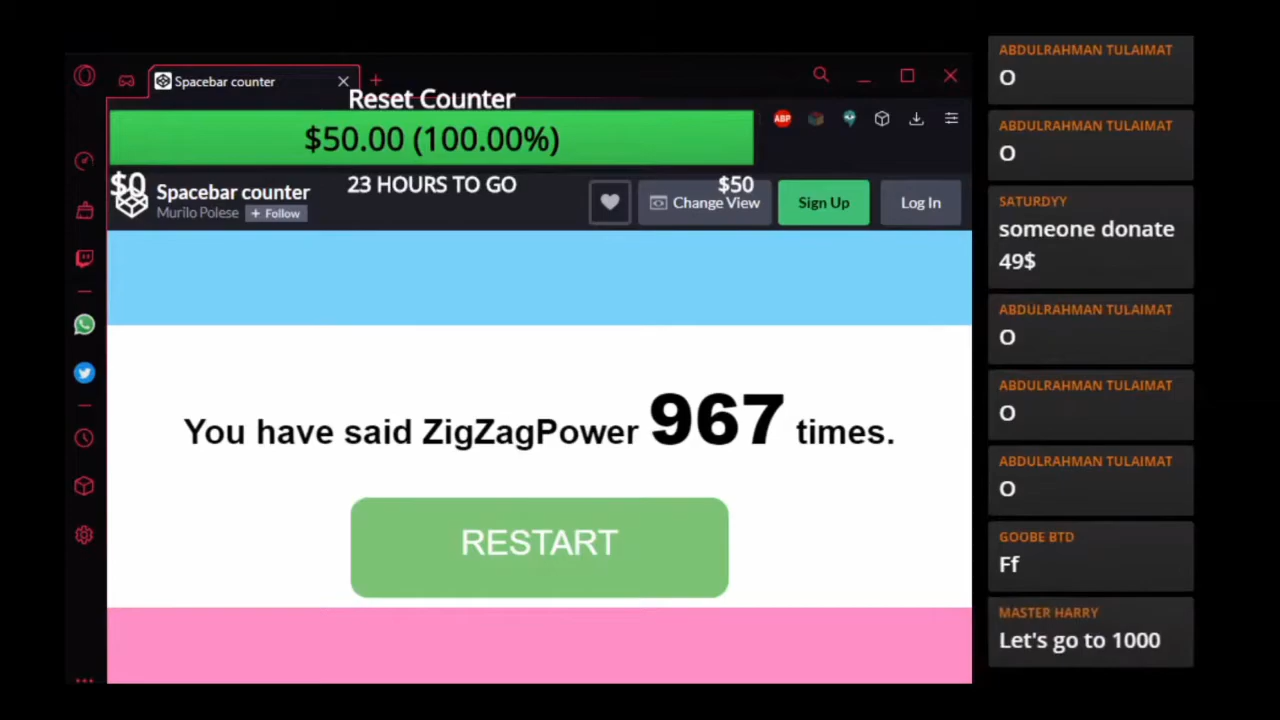 Spacebar counter
Reset Counter
$50.00 (100.00%)
ABP
$0
23 HOURS TO GO
$50
Spacebar counter
Murilo Polese
+ Follow
Change View
Sign Up
Log In
You have said ZigZagPower 967 times.
RESTART
ABDULRAHMAN TULAIMAT
O
ABDULRAHMAN TULAIMAT
O
SATURDYY
someone donate
49$
ABDULRAHMAN TULAIMAT
O
ABDULRAHMAN TULAIMAT
O
ABDULRAHMAN TULAIMAT
O
GOOBE BTD
Ff
MASTER HARRY
Let's go to 1000